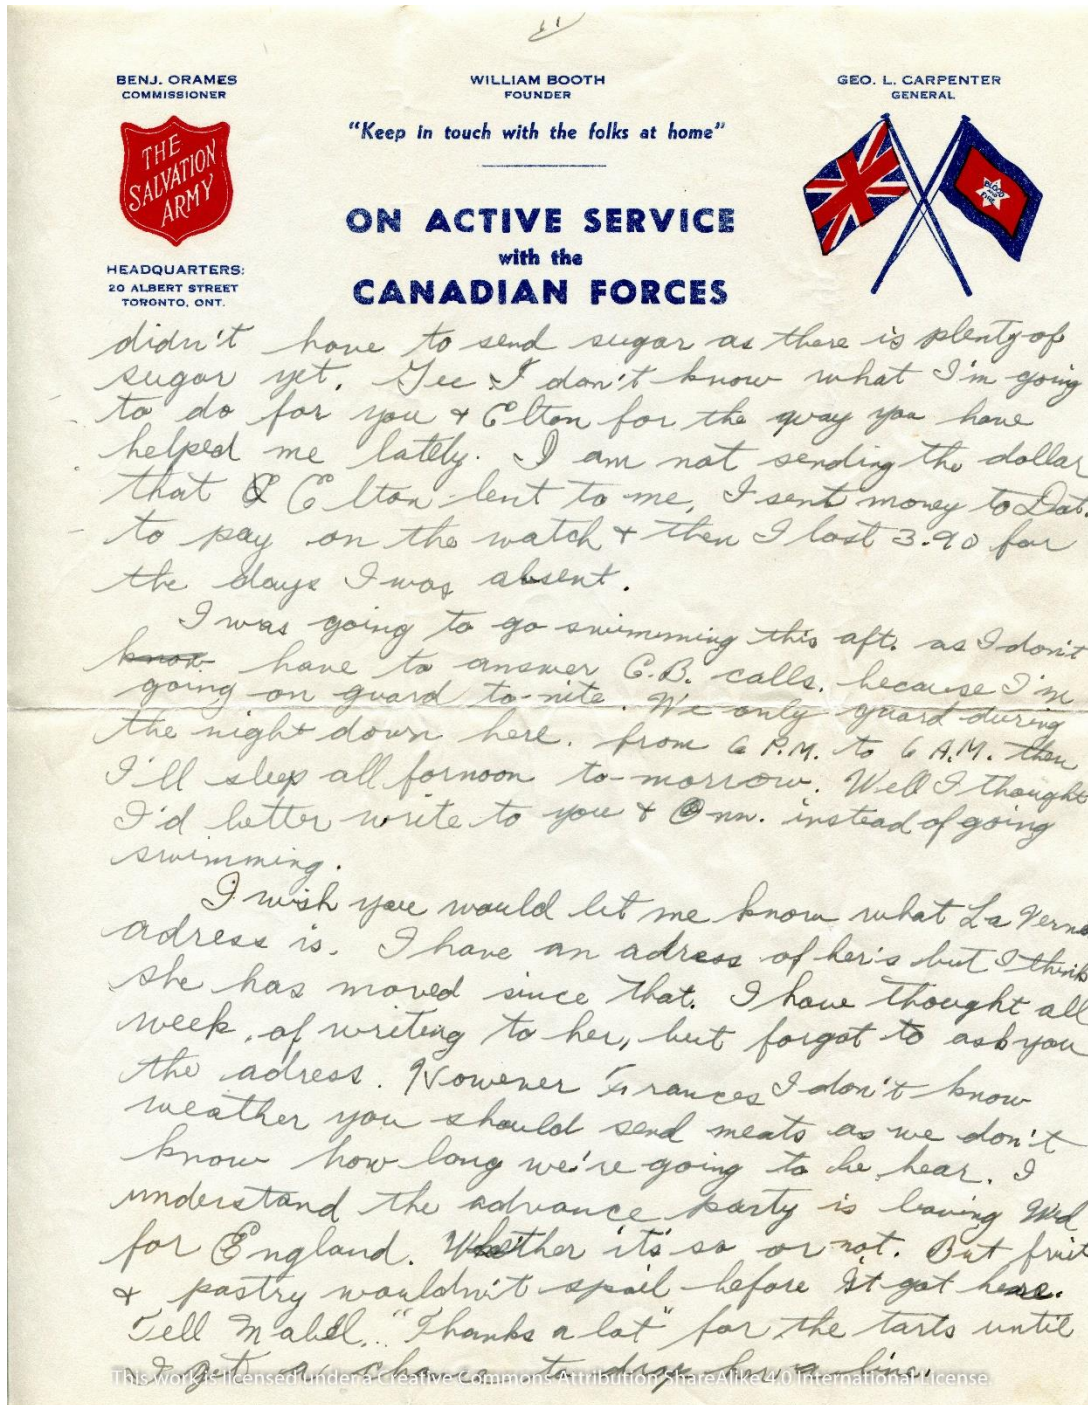 BENJ. ORAMES
COMMISSIONER
WILLIAM BOOTH
FOUNDER
GEO. L. CARPENTER
GENERAL
"Keep in touch with the folks at home"
THE
SALVATION
ARMY
BLOOD
FIRE
ON ACTIVE SERVICE
with the
CANADIAN FORCES
HEADQUARTERS:
20 ALBERT STREET
TORONTO, ONT.
didn't have to send sugar as there is plenty of
sugar yet. Gee I don't know what I'm going
to do for you & Elton for the way you have
helped me lately. I am not sending the dollar
that Elton lent to me, I sent money to Dot.
to pay on the watch & then I lost 3.90 for
the days I was absent.
I was going to go swimming this aft. as I don't
know have to answer C.B. calls, because I'm
going on guard to-nite. We only guard during
the night down here. from 6 P.M. to 6 A.M. then
I'll sleep all fornoon to-morrow. Well I thought
I'd better write to you & Onn. instead of going
swimming.
I wish you would let me know what La Verns
adress is. I have an adress of her's but I think
she has moved since that. I have thought all
week, of writing to her, but forgot to ask you
the adress. However Frances I don't know
weather you should send meats as we don't
know how long we're going to be hear. I
understand the advance party is leaving Wed
for England. Whether it's so or not. But fruit
& pastry wouldn't spoil before it got here.
Tell Mabel. "Thanks a lot" for the tarts until
I get a chance to drop her a line.
This work is licensed under a Creative Commons Attribution ShareAlike 4.0 International License.